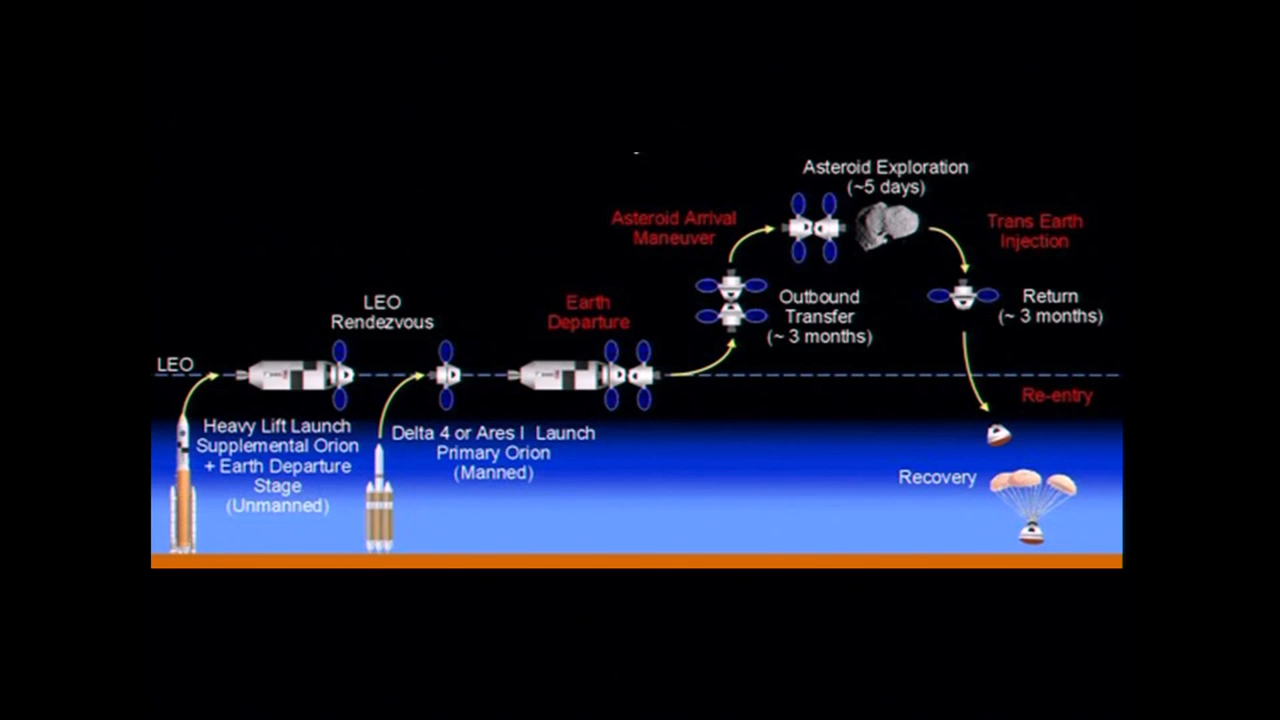 Asteroid Exploration
(~5 days)
Asteroid Arrival
Maneuver
Trans Earth
Injection
LEO
Rendezvous
Earth
Departure
Outbound
Transfer
(~ 3 months)
Return
(~ 3 months)
LEO
Re-entry
Heavy Lift Launch
Supplemental Orion
+ Earth Departure
Stage
(Unmanned)
Delta 4 or Ares I Launch
Primary Orion
(Manned)
Recovery